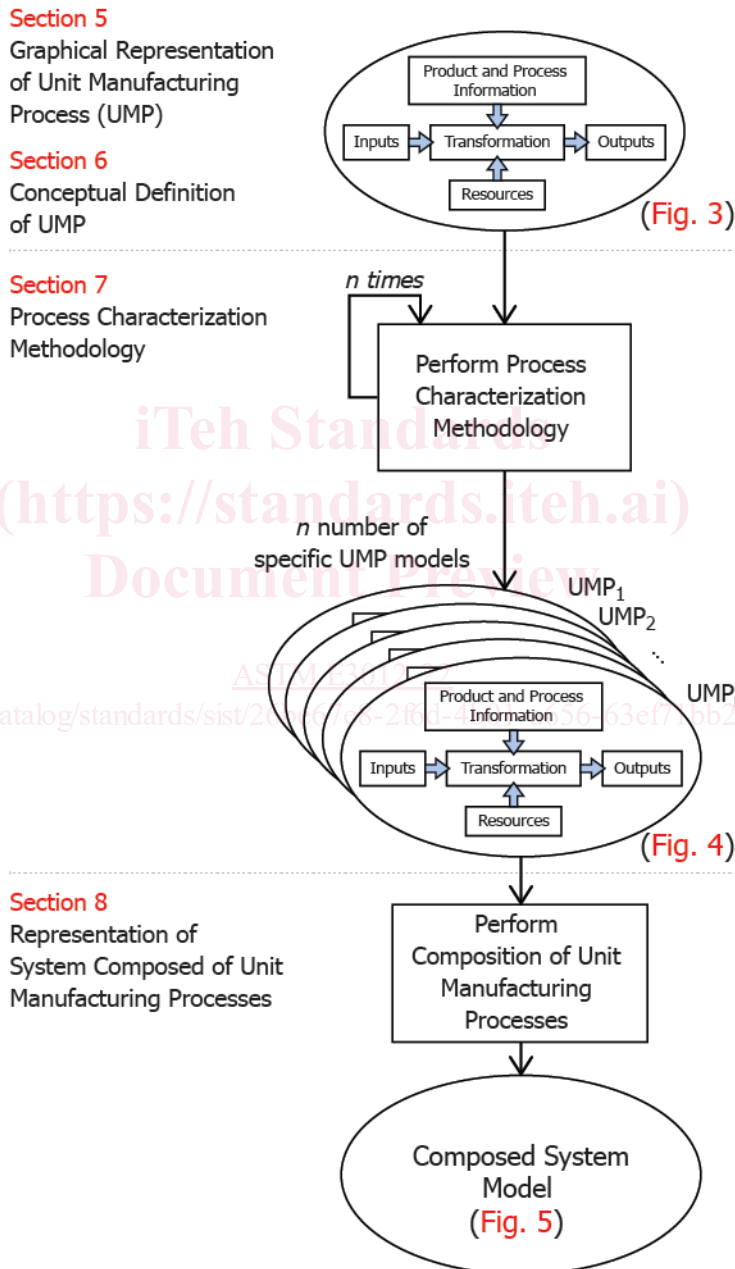 Section 5
Graphical Representation
of Unit Manufacturing
Process (UMP)
Section 6
Conceptual Definition
of UMP
Product and Process
Information
Inputs
Transformation
Outputs
Resources
(Fig. 3)
Section 7
Process Characterization
Methodology
n times
Perform Process
Characterization
Methodology
iTeh Standards
(https://standards.iteh.ai)
Document Preview
n number of
specific UMP models
UMP1
UMP2
...
UMP
ASTM E3012-22
Product and Process
Information
Inputs
Transformation
Outputs
Resources
(Fig. 4)
Section 8
Representation of
System Composed of Unit
Manufacturing Processes
Perform
Composition of Unit
Manufacturing
Processes
Composed System
Model
(Fig. 5)